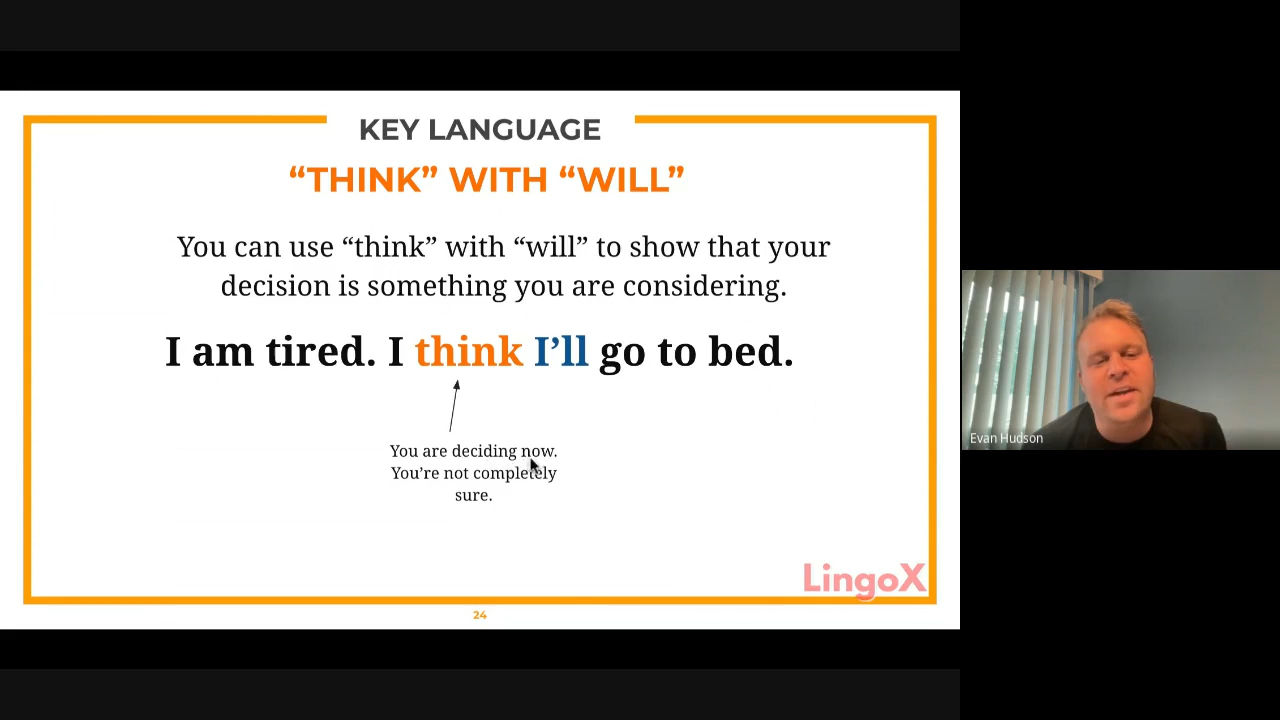 KEY LANGUAGE
“THINK” WITH “WILL”
You can use “think” with “will” to show that your
decision is something you are considering.
I am tired. I think I’ll go to bed.
You are deciding now.
You’re not completely
sure.
LingoX
24
Evan Hudson